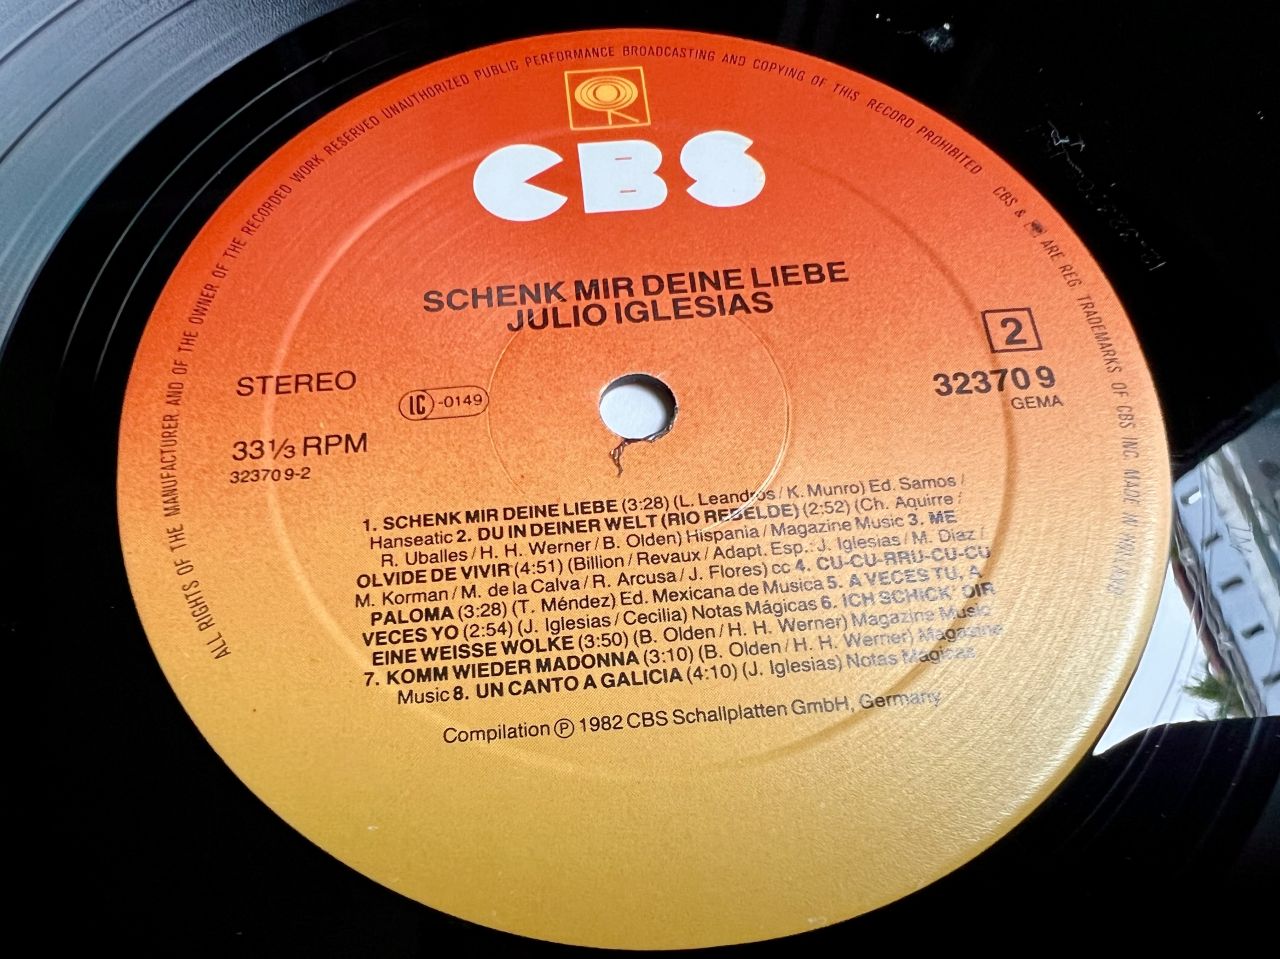 ALL RIGHTS OF THE MANUFACTURER AND OF THE OWNER OF THE RECORDED WORK RESERVED UNAUTHORIZED PUBLIC PERFORMANCE BROADCASTING AND COPYING OF THIS RECORD PROHIBITED CBS & ARE REG TRADEMARKS OF CBS INC MADE IN HOLLAND
CBS
SCHENK MIR DEINE LIEBE
JULIO IGLESIAS
2
STEREO
LC -0149
32370 9
GEMA
33 1/3 RPM
32370 9-2
1. SCHENK MIR DEINE LIEBE (3:28) (L. Leandros / K. Munro) Ed. Samos /
Hanseatic 2. DU IN DEINER WELT (RIO REBELDE) (2:52) (Ch. Aquirre /
R. Uballes / H. H. Werner / B. Olden) Hispania / Magazine Music 3. ME
OLVIDE DE VIVIR (4:51) (Billion / Revaux / Adapt. Esp.: J. Iglesias / M. Diaz /
M. Korman / M. de la Calva / R. Arcusa / J. Flores) cc 4. CU-CU-RRU-CU-CU
PALOMA (3:28) (T. Méndez) Ed. Mexicana de Musica 5. A VECES TU, A
VECES YO (2:54) (J. Iglesias / Cecilia) Notas Mágicas 6. ICH SCHICK' DIR
EINE WEISSE WOLKE (3:50) (B. Olden / H. H. Werner) Magazine Music
7. KOMM WIEDER MADONNA (3:10) (B. Olden / H. H. Werner) Magazine
Music 8. UN CANTO A GALICIA (4:10) (J. Iglesias) Notas Mágicas
Compilation ℗ 1982 CBS Schallplatten GmbH, Germany